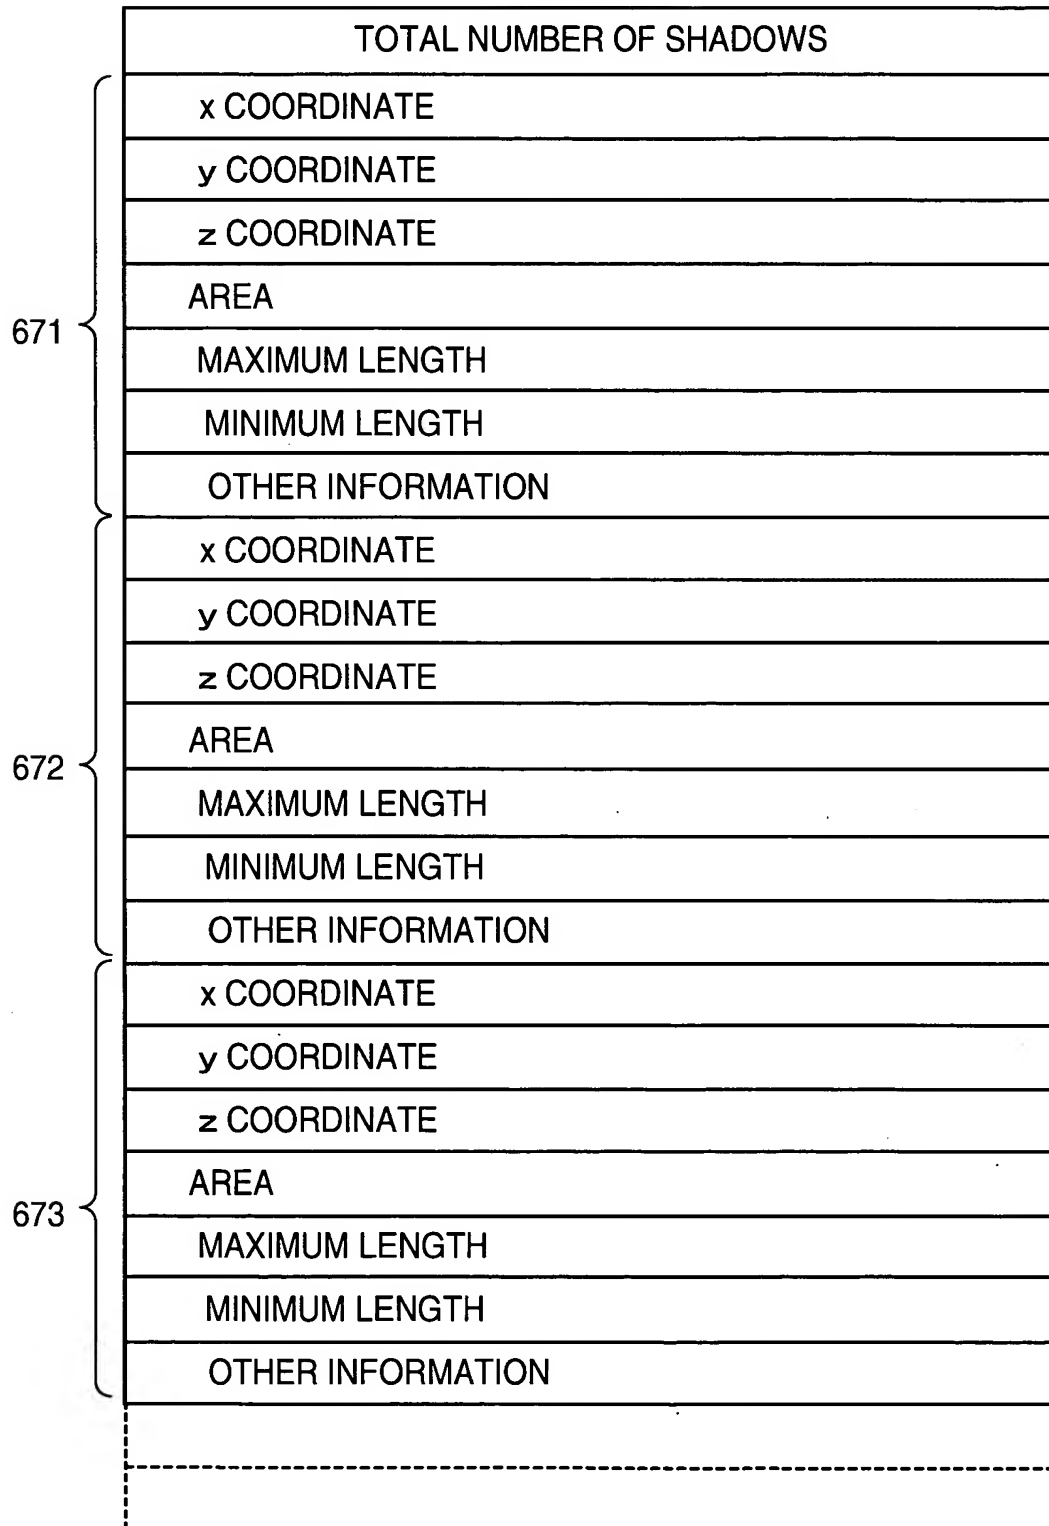 TOTAL NUMBER OF SHADOWS
x COORDINATE
y COORDINATE
z COORDINATE
AREA
671
MAXIMUM LENGTH
MINIMUM LENGTH
OTHER INFORMATION
x COORDINATE
y COORDINATE
z COORDINATE
AREA
672
MAXIMUM LENGTH
MINIMUM LENGTH
OTHER INFORMATION
x COORDINATE
y COORDINATE
z COORDINATE
AREA
673
MAXIMUM LENGTH
MINIMUM LENGTH
OTHER INFORMATION